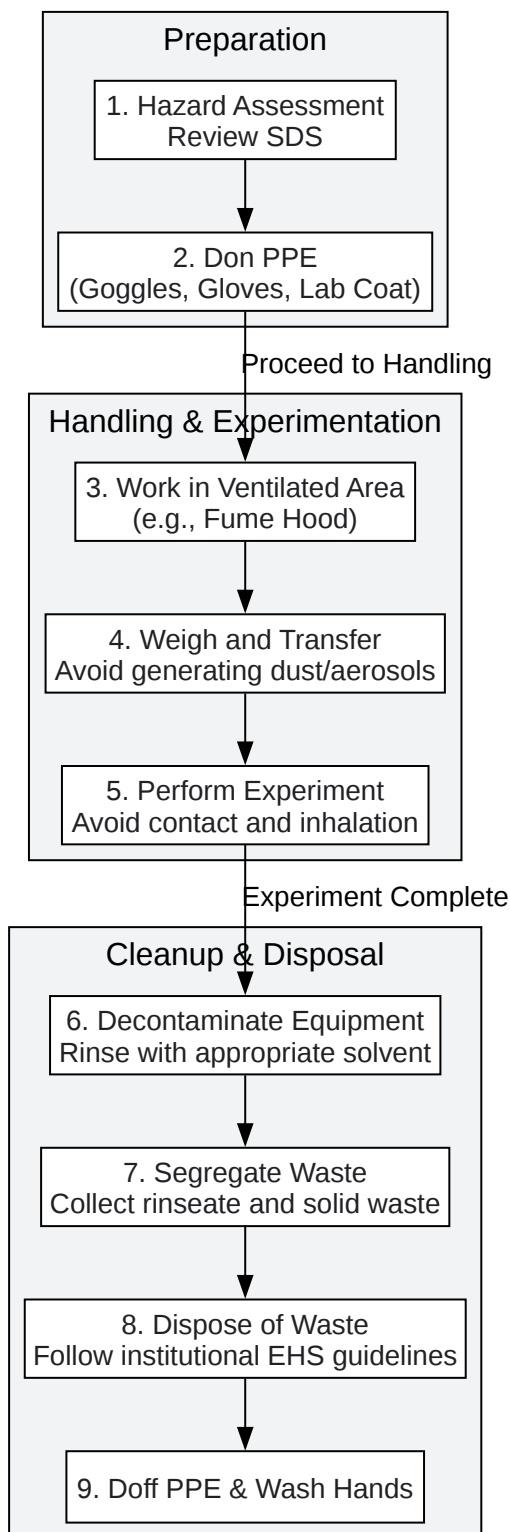 Preparation
1. Hazard Assessment
Review SDS
2. Don PPE
(Goggles, Gloves, Lab Coat)
Proceed to Handling
Handling & Experimentation
3. Work in Ventilated Area
(e.g., Fume Hood)
4. Weigh and Transfer
Avoid generating dust/aerosols
5. Perform Experiment
Avoid contact and inhalation
Experiment Complete
Cleanup & Disposal
6. Decontaminate Equipment
Rinse with appropriate solvent
7. Segregate Waste
Collect rinseate and solid waste
8. Dispose of Waste
Follow institutional EHS guidelines
9. Doff PPE & Wash Hands